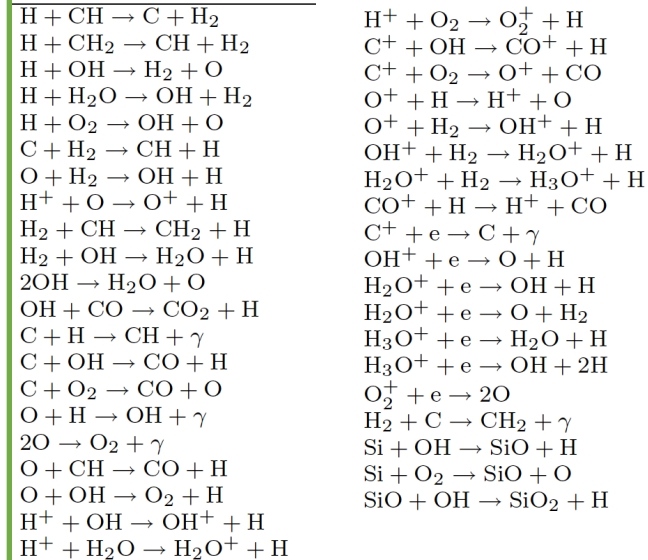 H + CH → C + H₂
H + CH₂ → CH + H₂
H + OH → H₂ + O
H + H₂O → OH + H₂
H + O₂ → OH + O
C + H₂ → CH + H
O + H₂ → OH + H
H⁺ + O → O⁺ + H
H₂ + CH → CH₂ + H
H₂ + OH → H₂O + H
2OH → H₂O + O
OH + CO → CO₂ + H
C + H → CH + γ
C + OH → CO + H
C + O₂ → CO + O
O + H → OH + γ
2O → O₂ + γ
O + CH → CO + H
O + OH → O₂ + H
H⁺ + OH → OH⁺ + H
H⁺ + H₂O → H₂O⁺ + H
H⁺ + O₂ → O₂⁺ + H
C⁺ + OH → CO⁺ + H
C⁺ + O₂ → O⁺ + CO
O⁺ + H → H⁺ + O
O⁺ + H₂ → OH⁺ + H
OH⁺ + H₂ → H₂O⁺ + H
H₂O⁺ + H₂ → H₃O⁺ + H
CO⁺ + H → H⁺ + CO
C⁺ + e → C + γ
OH⁺ + e → O + H
H₂O⁺ + e → OH + H
H₂O⁺ + e → O + H₂
H₃O⁺ + e → H₂O + H
H₃O⁺ + e → OH + 2H
O₂⁺ + e → 2O
H₂ + C → CH₂ + γ
Si + OH → SiO + H
Si + O₂ → SiO + O
SiO + OH → SiO₂ + H